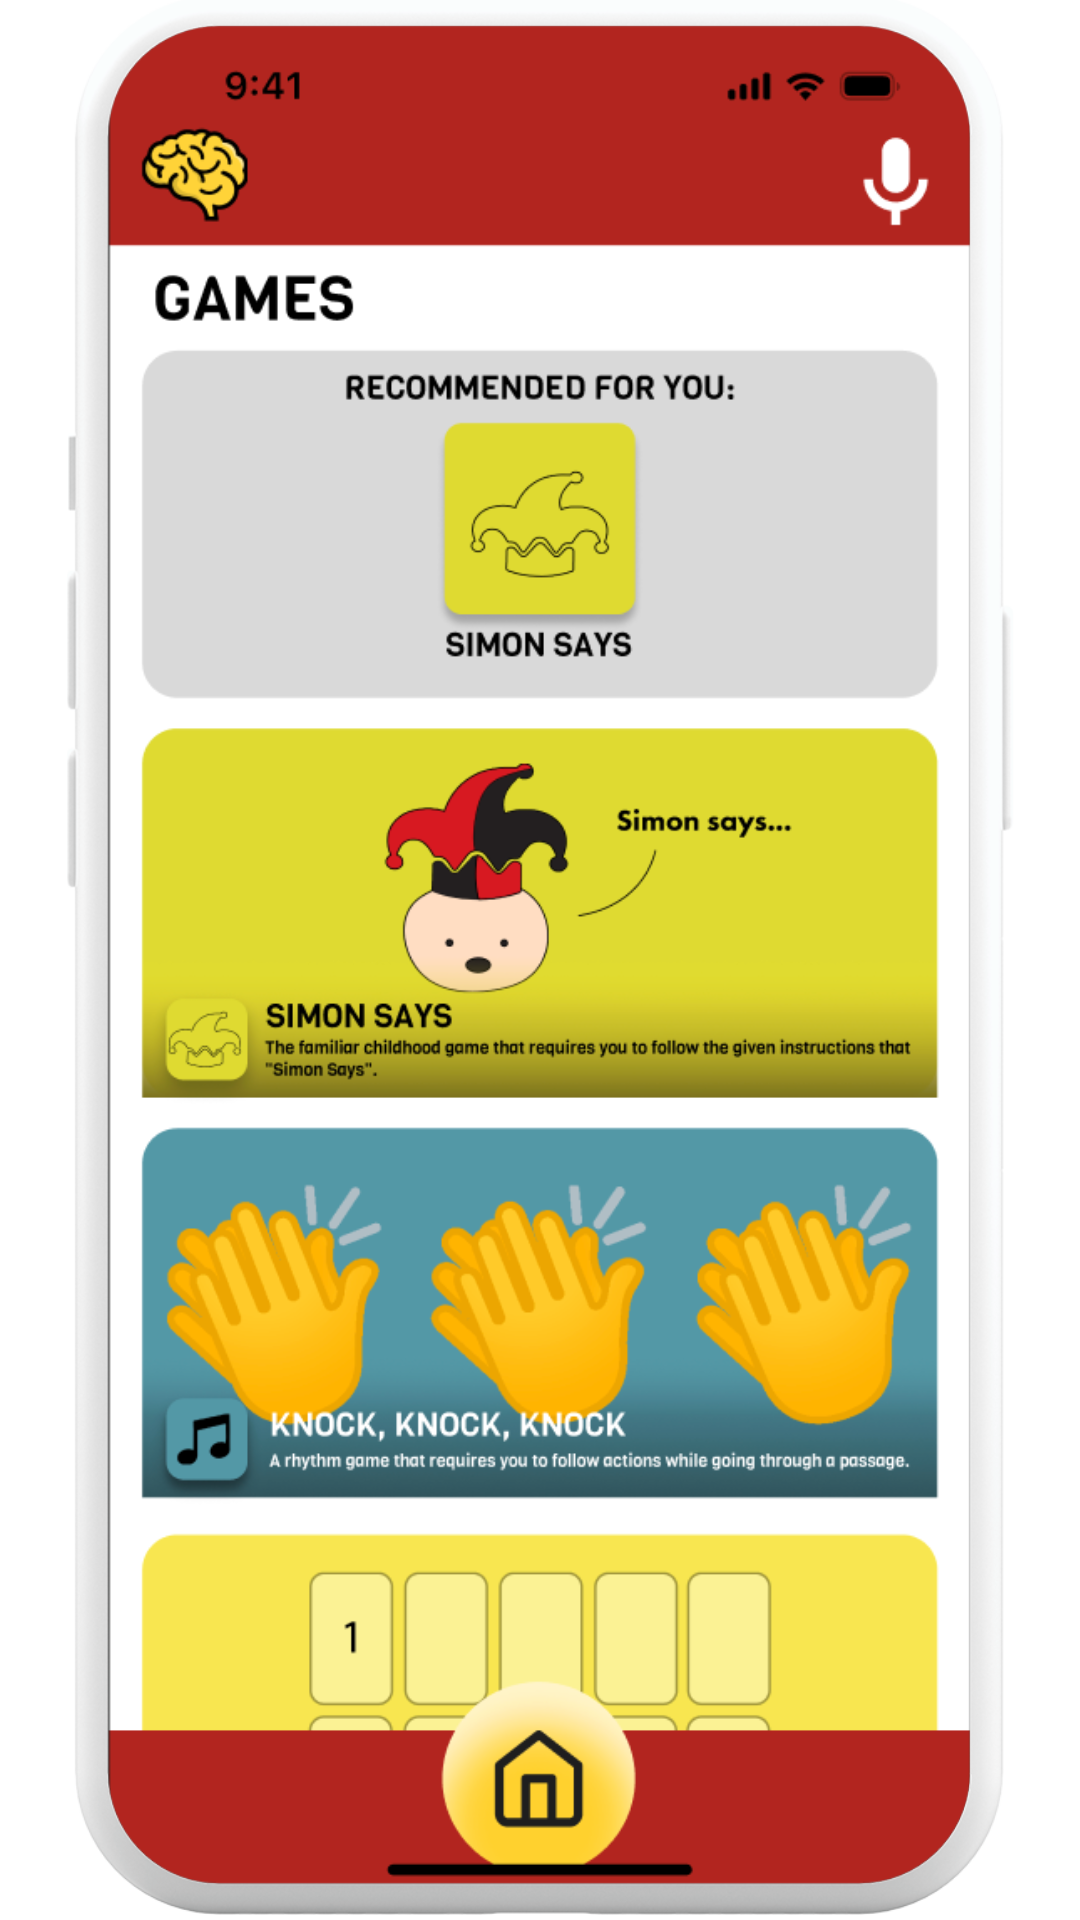 9:41
GAMES
RECOMMENDED FOR YOU:
SIMON SAYS
Simon says...
SIMON SAYS
The familiar childhood game that requires you to follow the given instructions that
"Simon Says".
KNOCK, KNOCK, KNOCK
A rhythm game that requires you to follow actions while going through a passage.
1